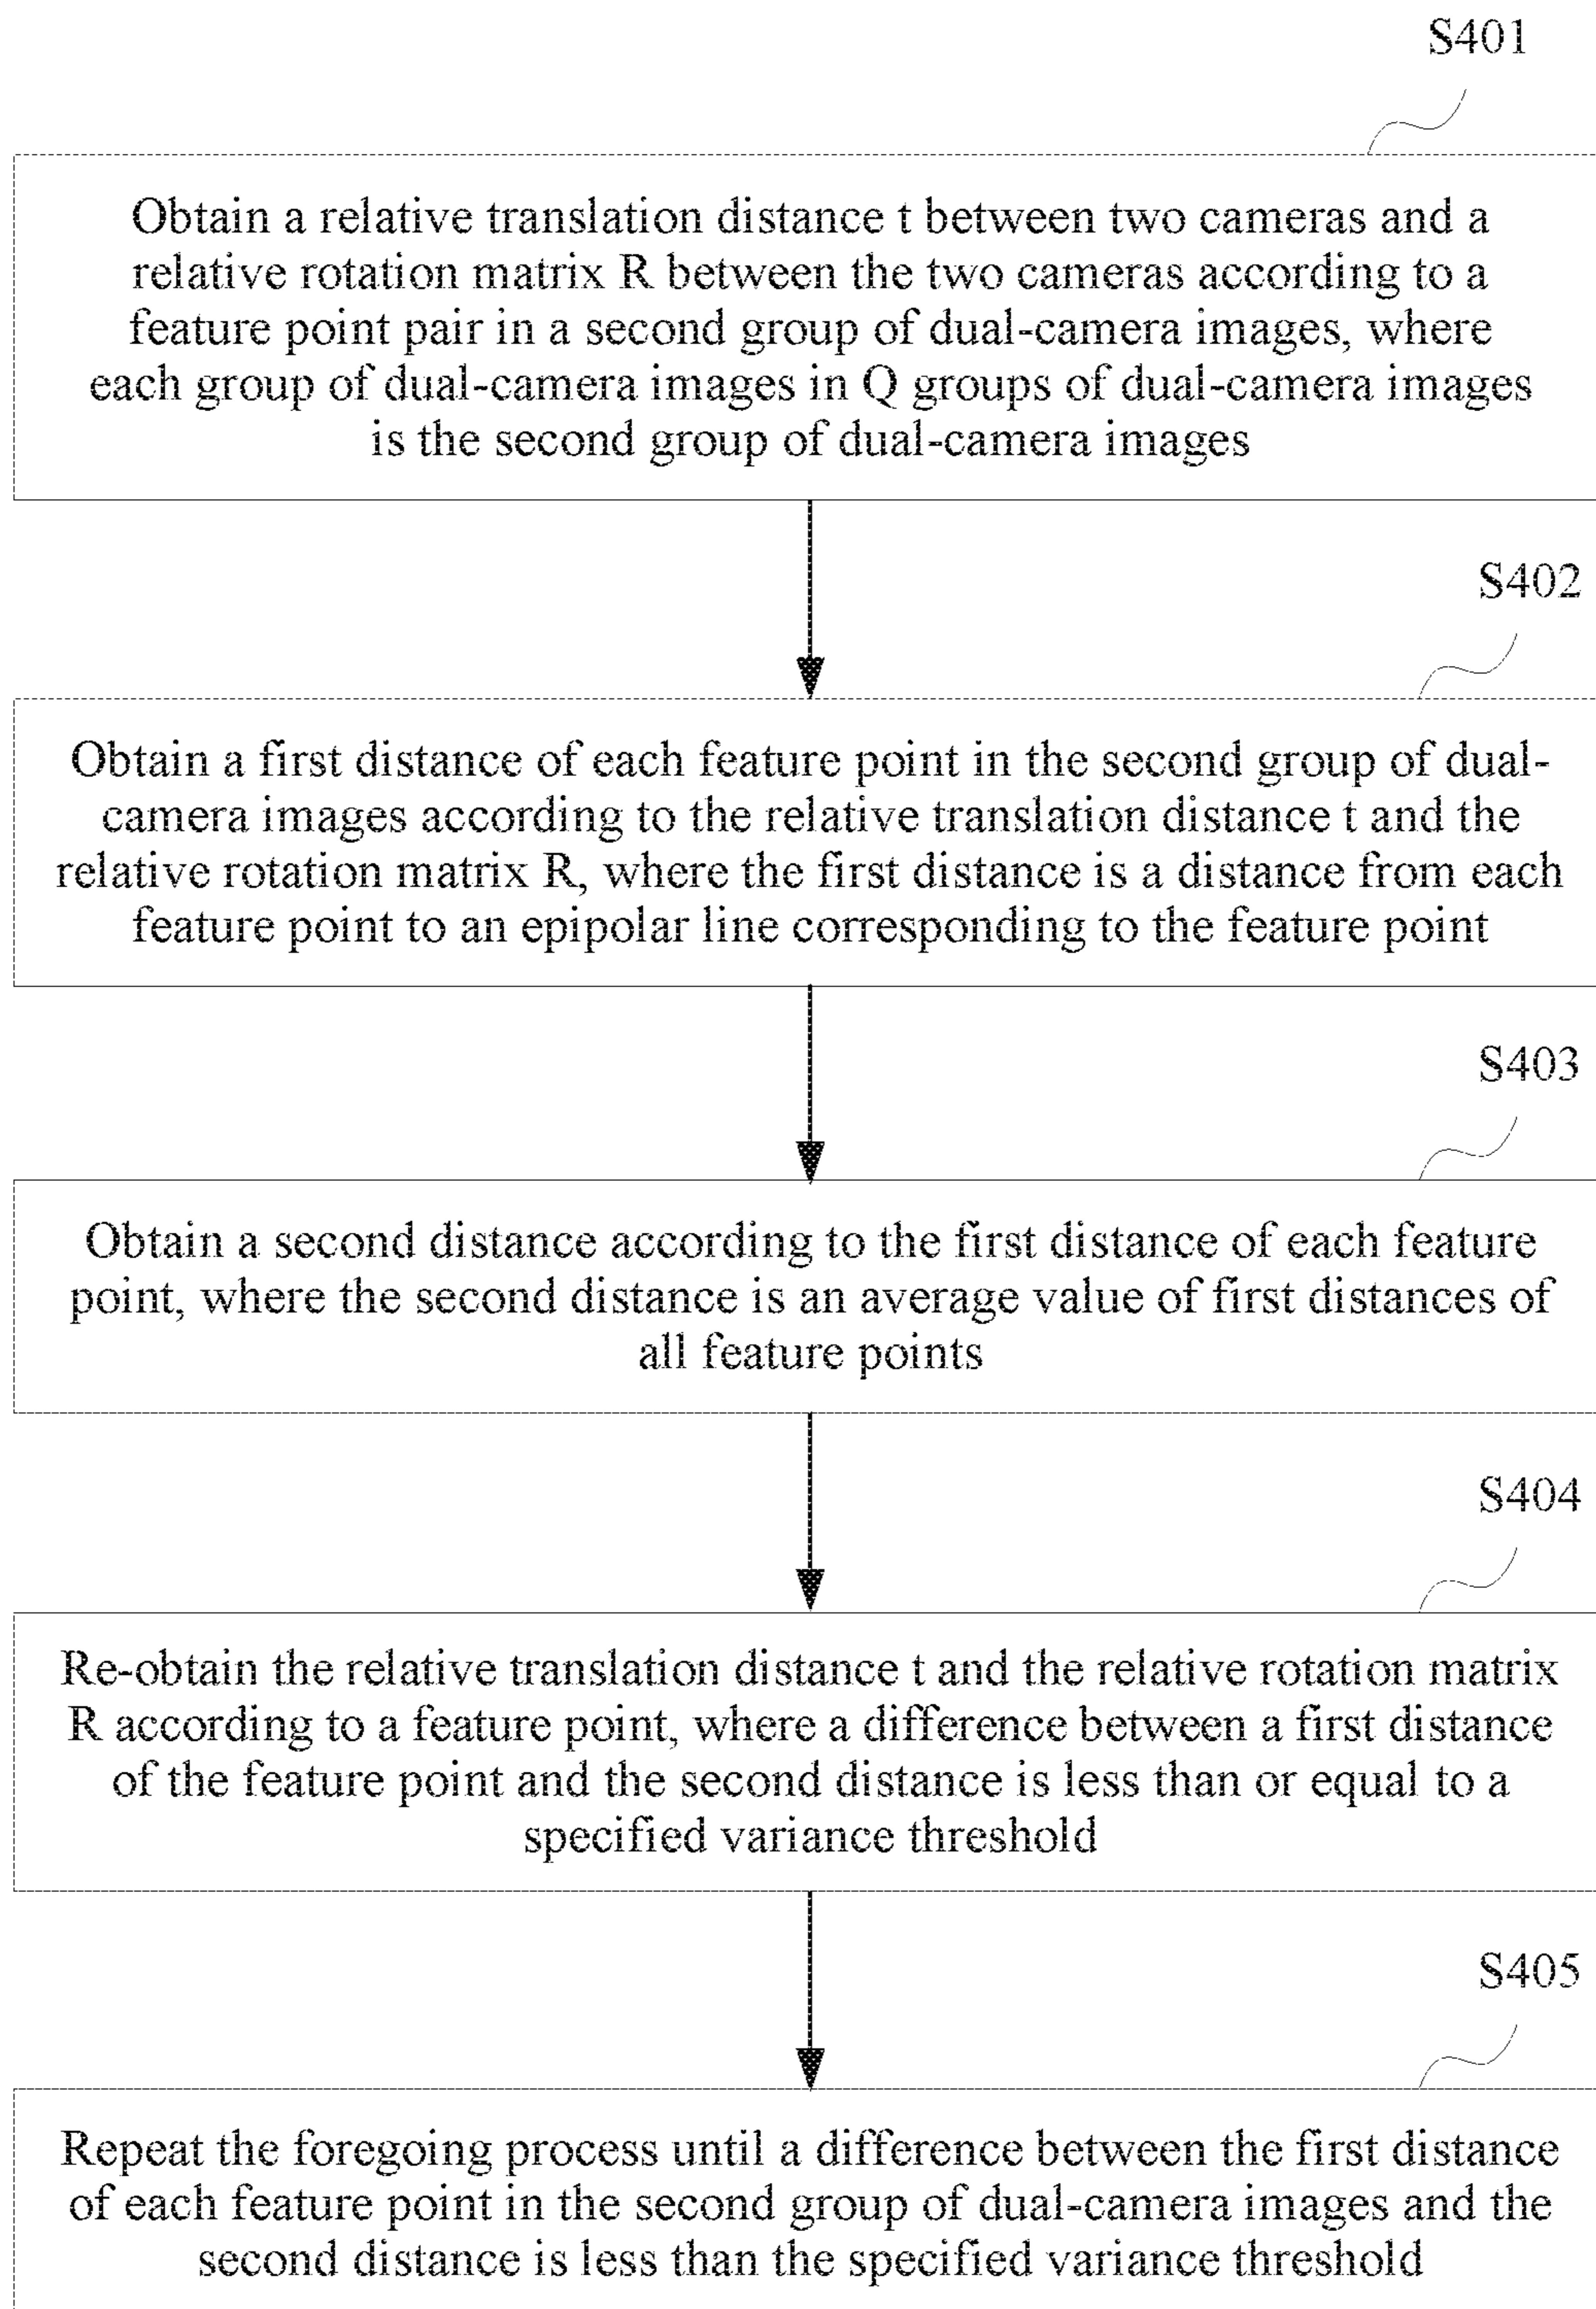 S401
Obtain a relative translation distance t between two cameras and a
relative rotation matrix R between the two cameras according to a
feature point pair in a second group of dual-camera images, where
each group of dual-camera images in Q groups of dual-camera images
is the second group of dual-camera images
S402
Obtain a first distance of each feature point in the second group of dual-
camera images according to the relative translation distance t and the
relative rotation matrix R, where the first distance is a distance from each
feature point to an epipolar line corresponding to the feature point
S403
Obtain a second distance according to the first distance of each feature
point, where the second distance is an average value of first distances of
all feature points
S404
Re-obtain the relative translation distance t and the relative rotation matrix
R according to a feature point, where a difference between a first distance
of the feature point and the second distance is less than or equal to a
specified variance threshold
S405
Repeat the foregoing process until a difference between the first distance
of each feature point in the second group of dual-camera images and the
second distance is less than the specified variance threshold